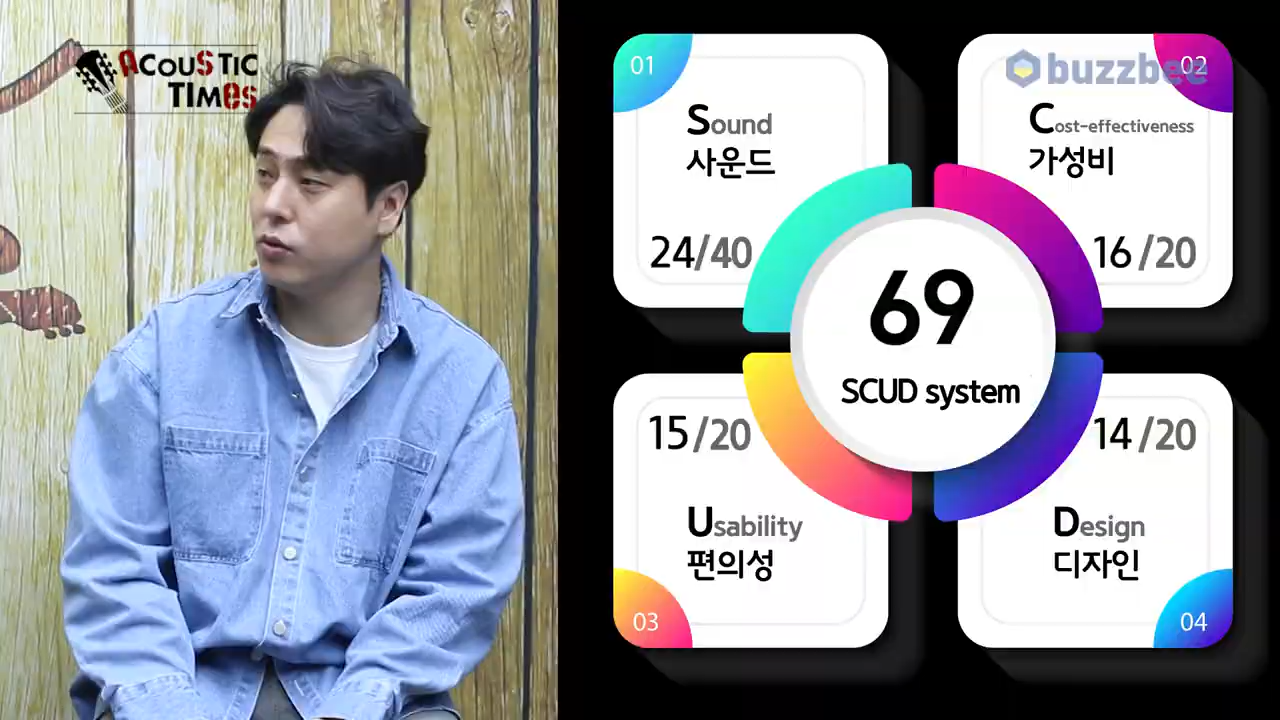 ACOUSTIC
TIMES
buzzbee
01
Sound
사운드
24/40
02
Cost-effectiveness
가성비
16/20
69
SCUD system
15/20
Usability
편의성
03
14/20
Design
디자인
04